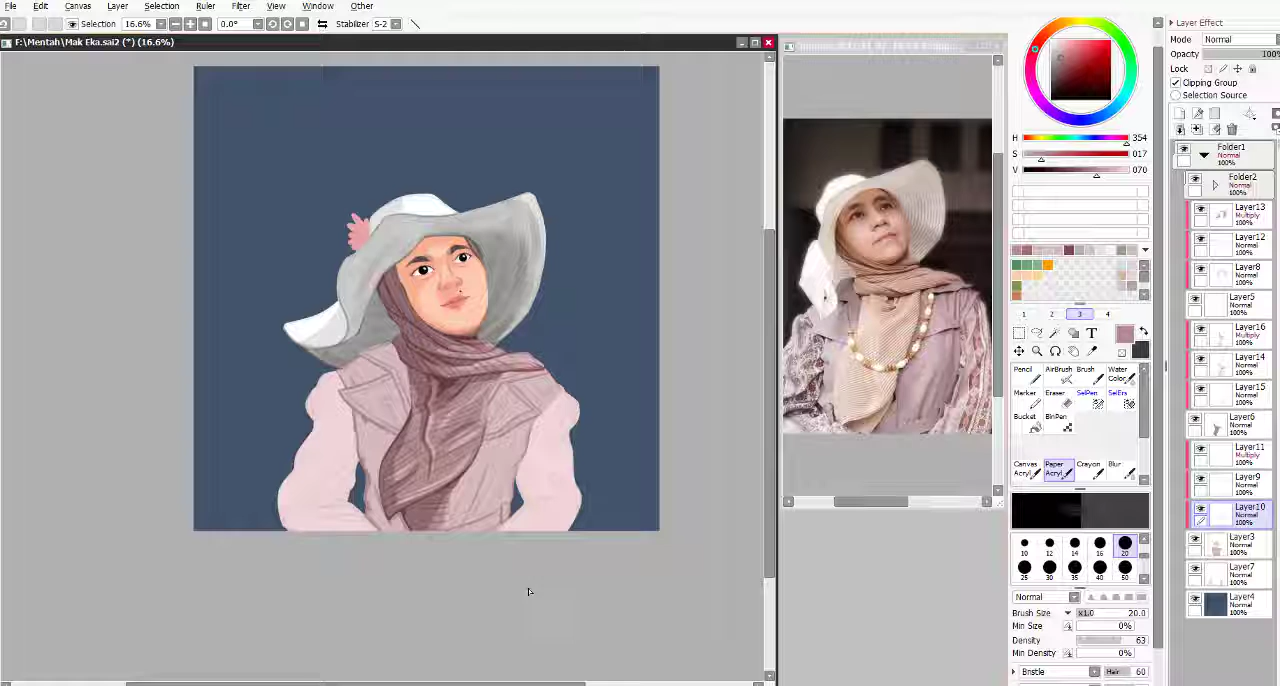 File Edit Canvas Layer Selection Ruler Filter View Window Other
Selection 16.6% 0.0° Stabilizer S-2
F:\Mentah\Mak Eka.sai2 (*) (16.6%)
H 354
S 017
V 070
1 2 3 4
T
Pencil AirBrush Brush Water Color
Marker Eraser SelPen SelErs
Bucket BinPen
Canvas Acryl Paper Acryl Crayon Blur
10 12 14 16 20
25 30 35 40 50
Normal
Brush Size x1.0 20.0
Min Size 0%
Density 63
Min Density 0%
Bristle Hair 60
Layer Effect
Mode Normal
Opacity 100%
Lock
Clipping Group
Selection Source
Folder1
Normal
100%
Folder2
Normal
100%
Layer13
Multiply
100%
Layer12
Normal
100%
Layer8
Normal
100%
Layer5
Normal
100%
Layer16
Multiply
100%
Layer14
Normal
100%
Layer15
Normal
100%
Layer6
Normal
100%
Layer11
Multiply
100%
Layer9
Normal
100%
Layer10
Normal
100%
Layer3
Normal
100%
Layer7
Normal
100%
Layer4
Normal
100%